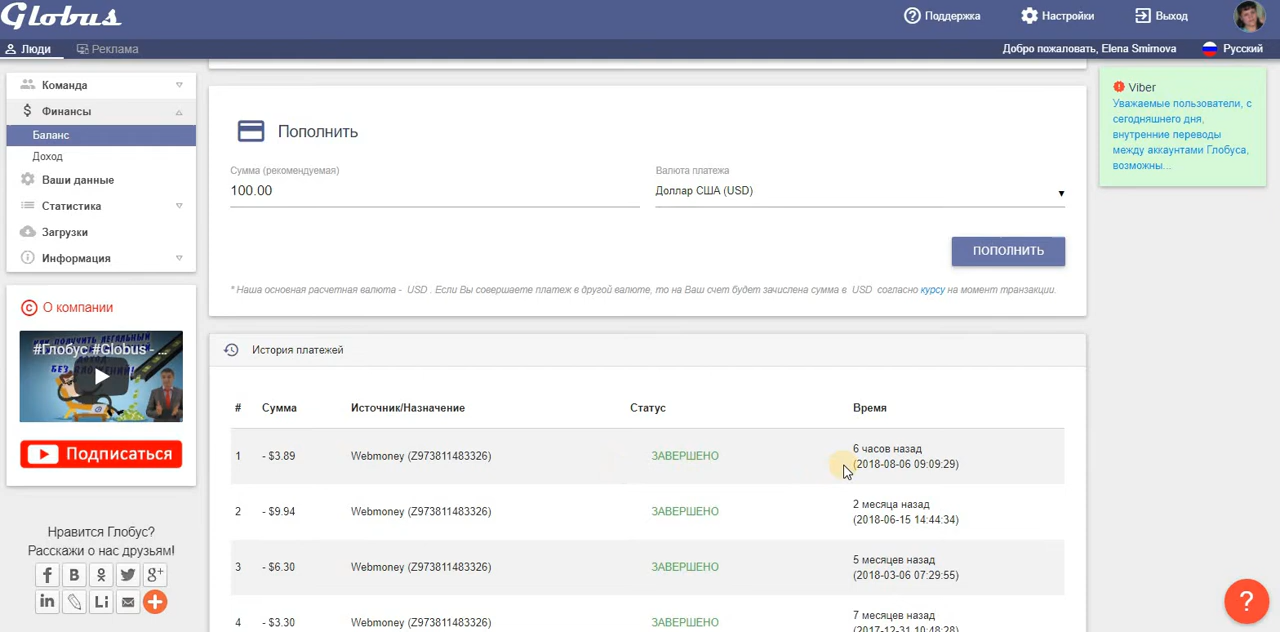 Globus
Поддержка
Настройки
Выход
Люди
Реклама
Добро пожаловать, Elena Smirnova
Русский
Команда
Финансы
Баланс
Доход
Ваши данные
Статистика
Загрузки
Информация
О компании
#Глобус #Globus - ...
Подписаться
Нравится Глобус?
Расскажи о нас друзьям!
Пополнить
Сумма (рекомендуемая)
100.00
Валюта платежа
Доллар США (USD)
ПОПОЛНИТЬ
* Наша основная расчетная валюта - USD . Если Вы совершаете платеж в другой валюте, то на Ваш счет будет зачислена сумма в USD согласно курсу на момент транзакции.
История платежей
# Сумма Источник/Назначение Статус Время
1 - $3.89 Webmoney (Z973811483326) ЗАВЕРШЕНО 6 часов назад
(2018-08-06 09:09:29)
2 - $9.94 Webmoney (Z973811483326) ЗАВЕРШЕНО 2 месяца назад
(2018-06-15 14:44:34)
3 - $6.30 Webmoney (Z973811483326) ЗАВЕРШЕНО 5 месяцев назад
(2018-03-06 07:29:55)
4 - $3.30 Webmoney (Z973811483326) ЗАВЕРШЕНО 7 месяцев назад
(2017-12-31 10:48:28)
Viber
Уважаемые пользователи, с
сегодняшнего дня,
внутренние переводы
между аккаунтами Глобуса,
возможны...
?